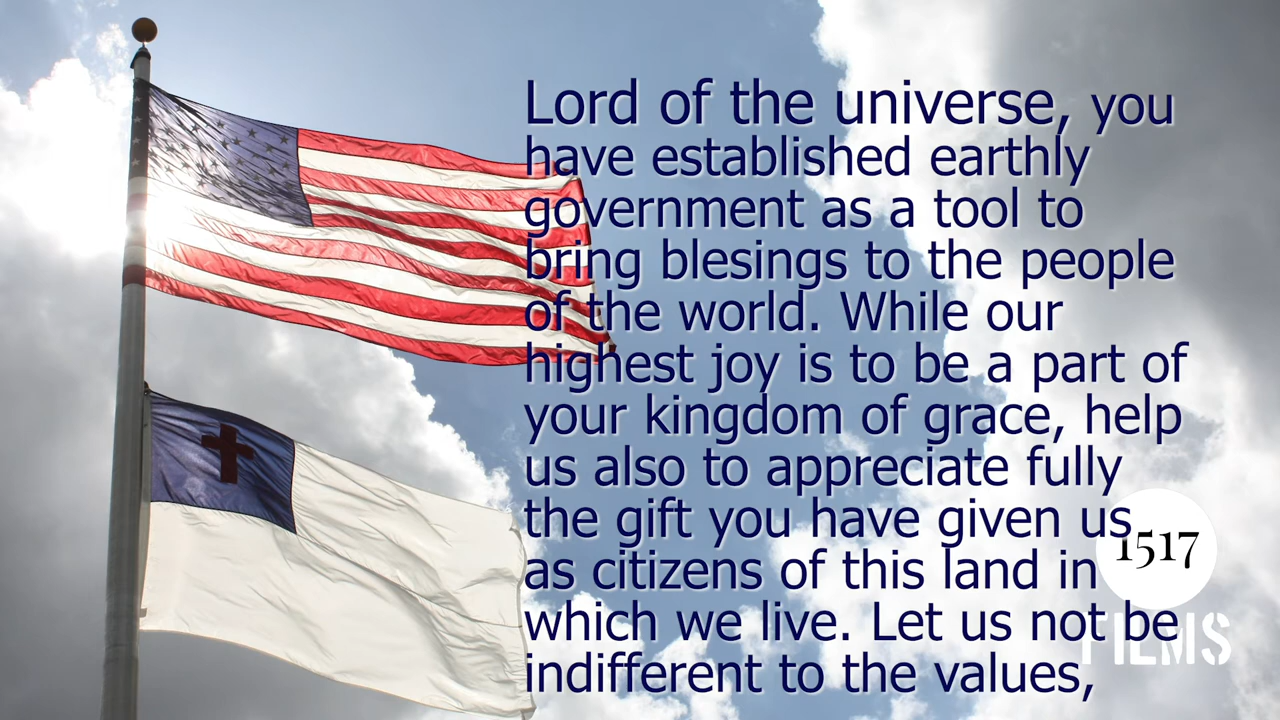 Lord of the universe, you
have established earthly
government as a tool to
bring blesings to the people
of the world. While our
highest joy is to be a part of
your kingdom of grace, help
us also to appreciate fully
the gift you have given us
as citizens of this land in
which we live. Let us not be
indifferent to the values,
1517
FILMS